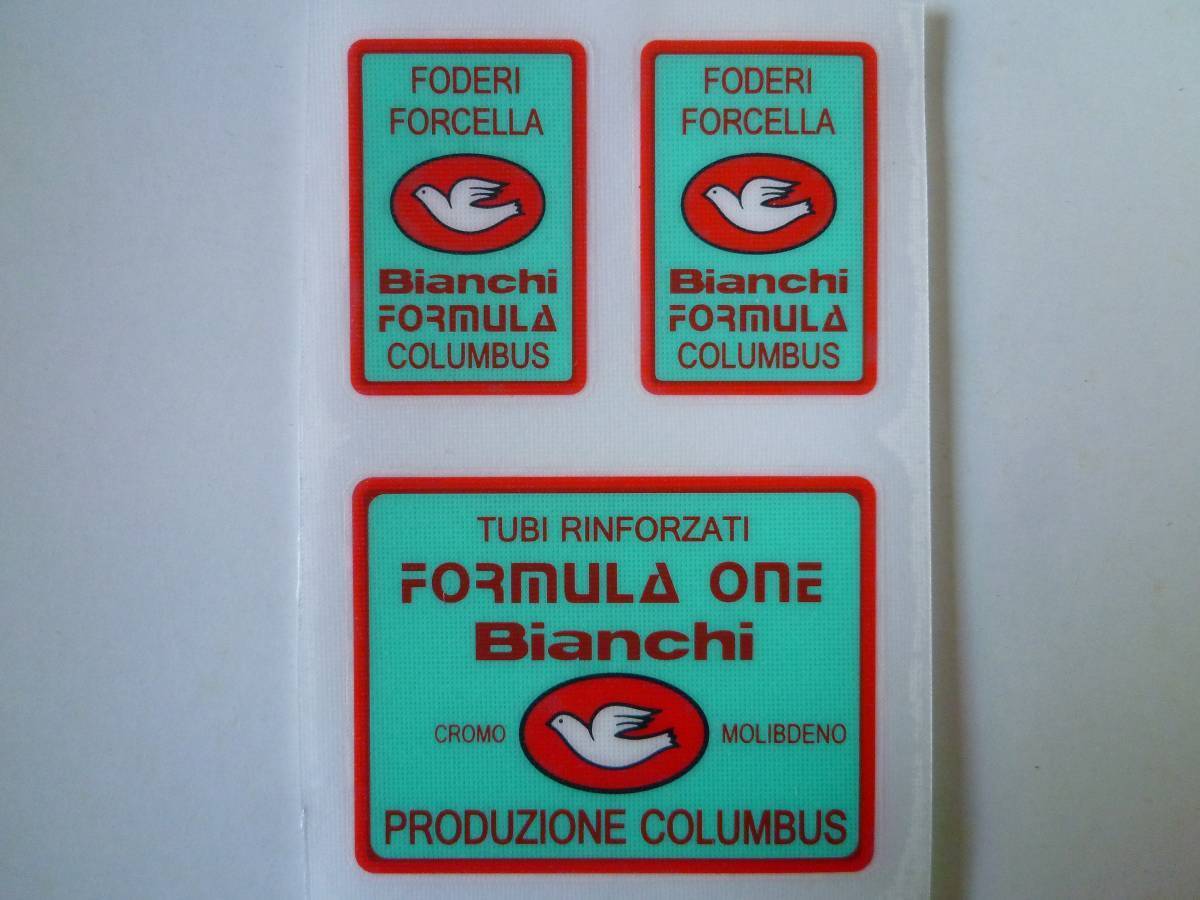 FODERI
FORCELLA
Bianchi
FORMULA
COLUMBUS
FODERI
FORCELLA
Bianchi
FORMULA
COLUMBUS
TUBI RINFORZATI
FORMULA ONE
Bianchi
CROMO MOLIBDENO
PRODUZIONE COLUMBUS